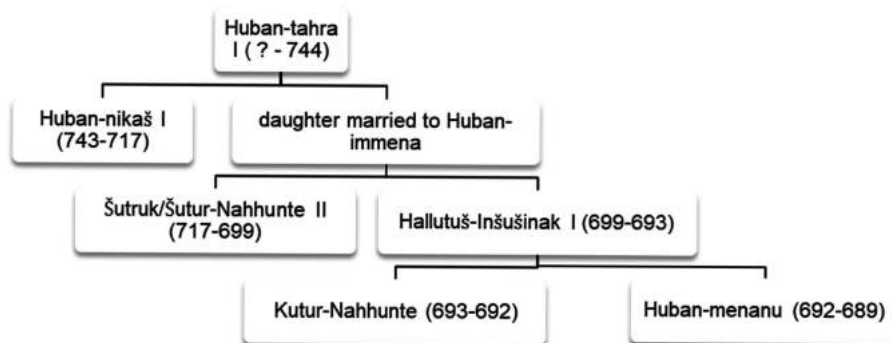 Huban-tahra
I ( ? - 744)
Huban-nikaš I
(743-717)
daughter married to Huban-
immena
Šutruk/Šutur-Nahhunte II
(717-699)
Hallutuš-Inšušinak I (699-693)
Kutur-Nahhunte (693-692)
Huban-menanu (692-689)